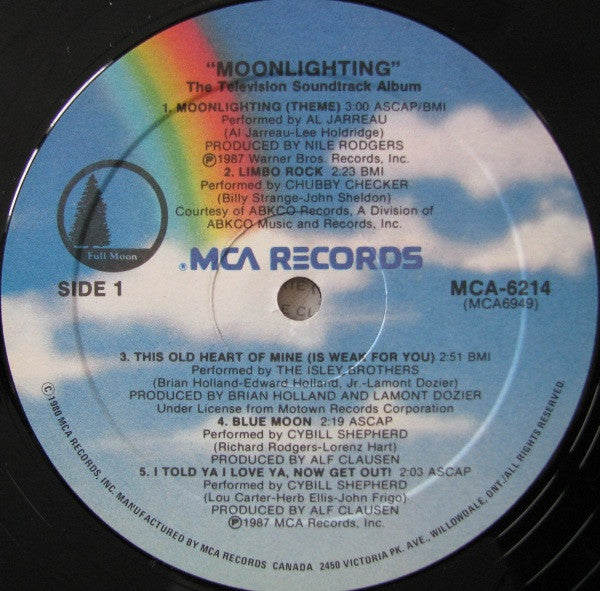 "MOONLIGHTING"
The Television Soundtrack Album
1. MOONLIGHTING (THEME) 3:00 ASCAP/BMI
Performed by AL JARREAU
(Al Jarreau-Lee Holdridge)
PRODUCED BY NILE RODGERS
Ⓟ1987 Warner Bros. Records, Inc.
2. LIMBO ROCK 2:23 BMI
Performed by CHUBBY CHECKER
(Billy Strange-John Sheldon)
Courtesy of ABKCO Records, A Division of
ABKCO Music and Records, Inc.
Full Moon
®MCA RECORDS
SIDE 1
MCA-6214
(MCA6949)
3. THIS OLD HEART OF MINE (IS WEAK FOR YOU) 2:51 BMI
Performed by THE ISLEY BROTHERS
(Brian Holland-Edward Holland, Jr.-Lamont Dozier)
PRODUCED BY BRIAN HOLLAND AND LAMONT DOZIER
Under License from Motown Records Corporation
4. BLUE MOON 2:19 ASCAP
Performed by CYBILL SHEPHERD
(Richard Rodgers-Lorenz Hart)
PRODUCED BY ALF CLAUSEN
5. I TOLD YA I LOVE YA, NOW GET OUT! 2:03 ASCAP
Performed by CYBILL SHEPHERD
(Lou Carter-Herb Ellis-John Frigo)
PRODUCED BY ALF CLAUSEN
Ⓟ1987 MCA Records, Inc.
©1980 MCA RECORDS, INC. MANUFACTURED BY MCA RECORDS CANADA 2450 VICTORIA PK. AVE., WILLOWDALE, ONT./ALL RIGHTS RESERVED.